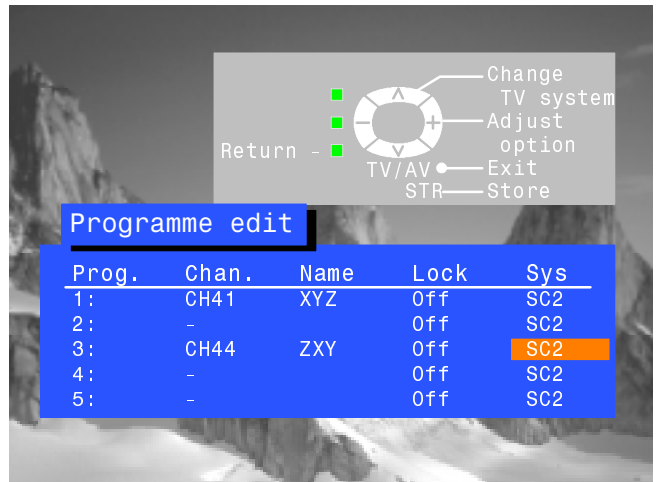 Change
TV system
Adjust
Return - option
TV/AV Exit
STR Store
Programme edit
Prog. Chan. Name Lock Sys
1: CH41 XYZ Off SC2
2: - Off SC2
3: CH44 ZXY Off SC2
4: - Off SC2
5: - Off SC2